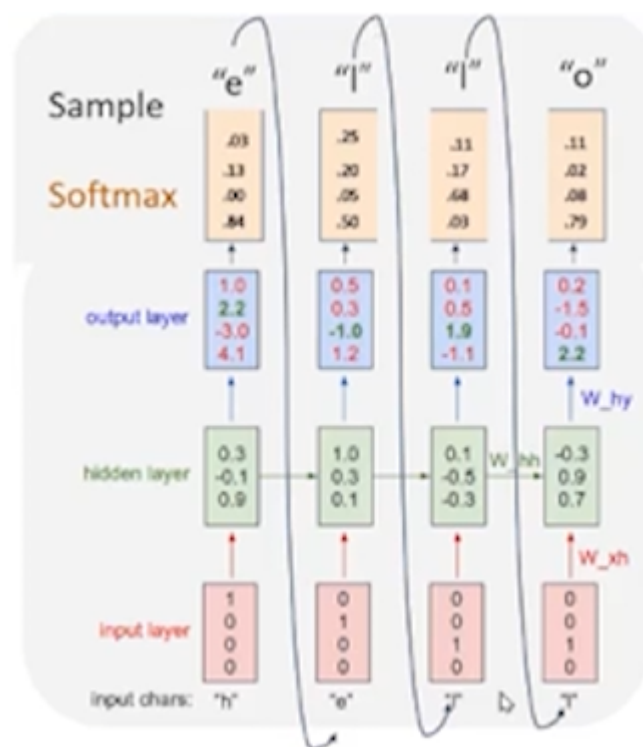 "e" "l" "l" "o"
Sample
Softmax
.03 .25 .11 .11
.13 .20 .17 .02
.00 .05 .68 .08
.84 .50 .03 .79
output layer
1.0 0.5 0.1 0.2
2.2 0.3 0.5 -1.5
-3.0 -1.0 1.9 -0.1
4.1 1.2 -1.1 2.2
W_hy
hidden layer
0.3 1.0 0.1 -0.3
-0.1 0.3 -0.5 0.9
0.9 0.1 -0.3 0.7
W_hh
W_xh
input layer
1 0 0 0
0 1 0 0
0 0 1 1
0 0 0 0
input chars: "h" "e" "l" "l"